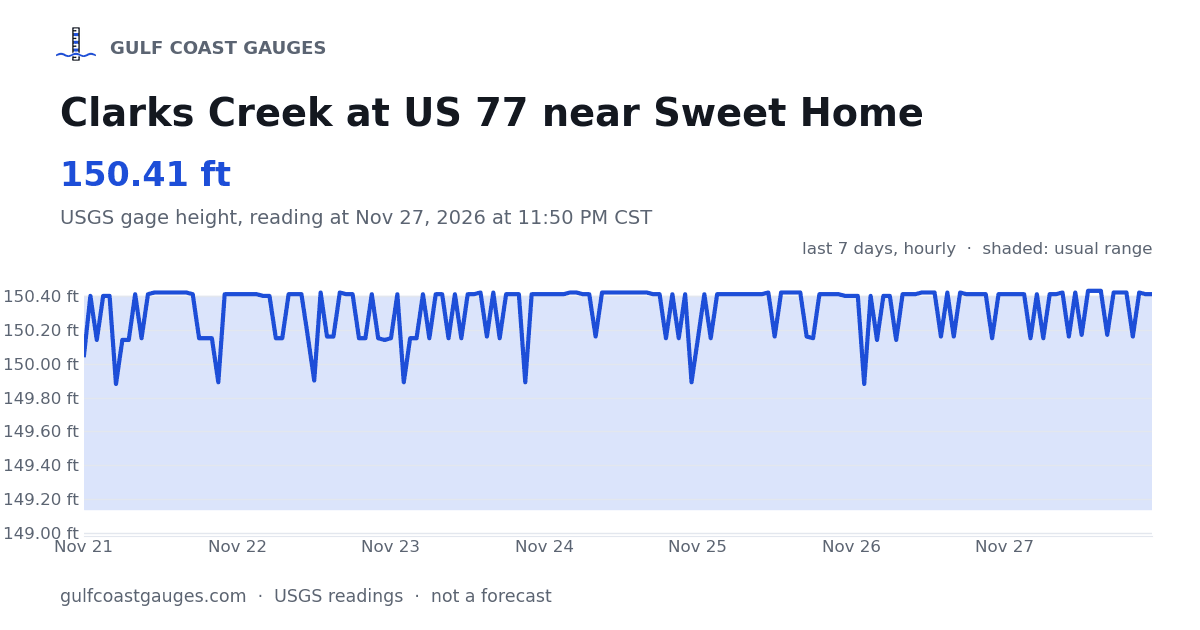 GULF COAST GAUGES
Clarks Creek at US 77 near Sweet Home
150.41 ft
USGS gage height, reading at Nov 27, 2026 at 11:50 PM CST
last 7 days, hourly · shaded: usual range
150.40 ft
150.20 ft
150.00 ft
149.80 ft
149.60 ft
149.40 ft
149.20 ft
149.00 ft
Nov 21 Nov 22 Nov 23 Nov 24 Nov 25 Nov 26 Nov 27
gulfcoastgauges.com · USGS readings · not a forecast